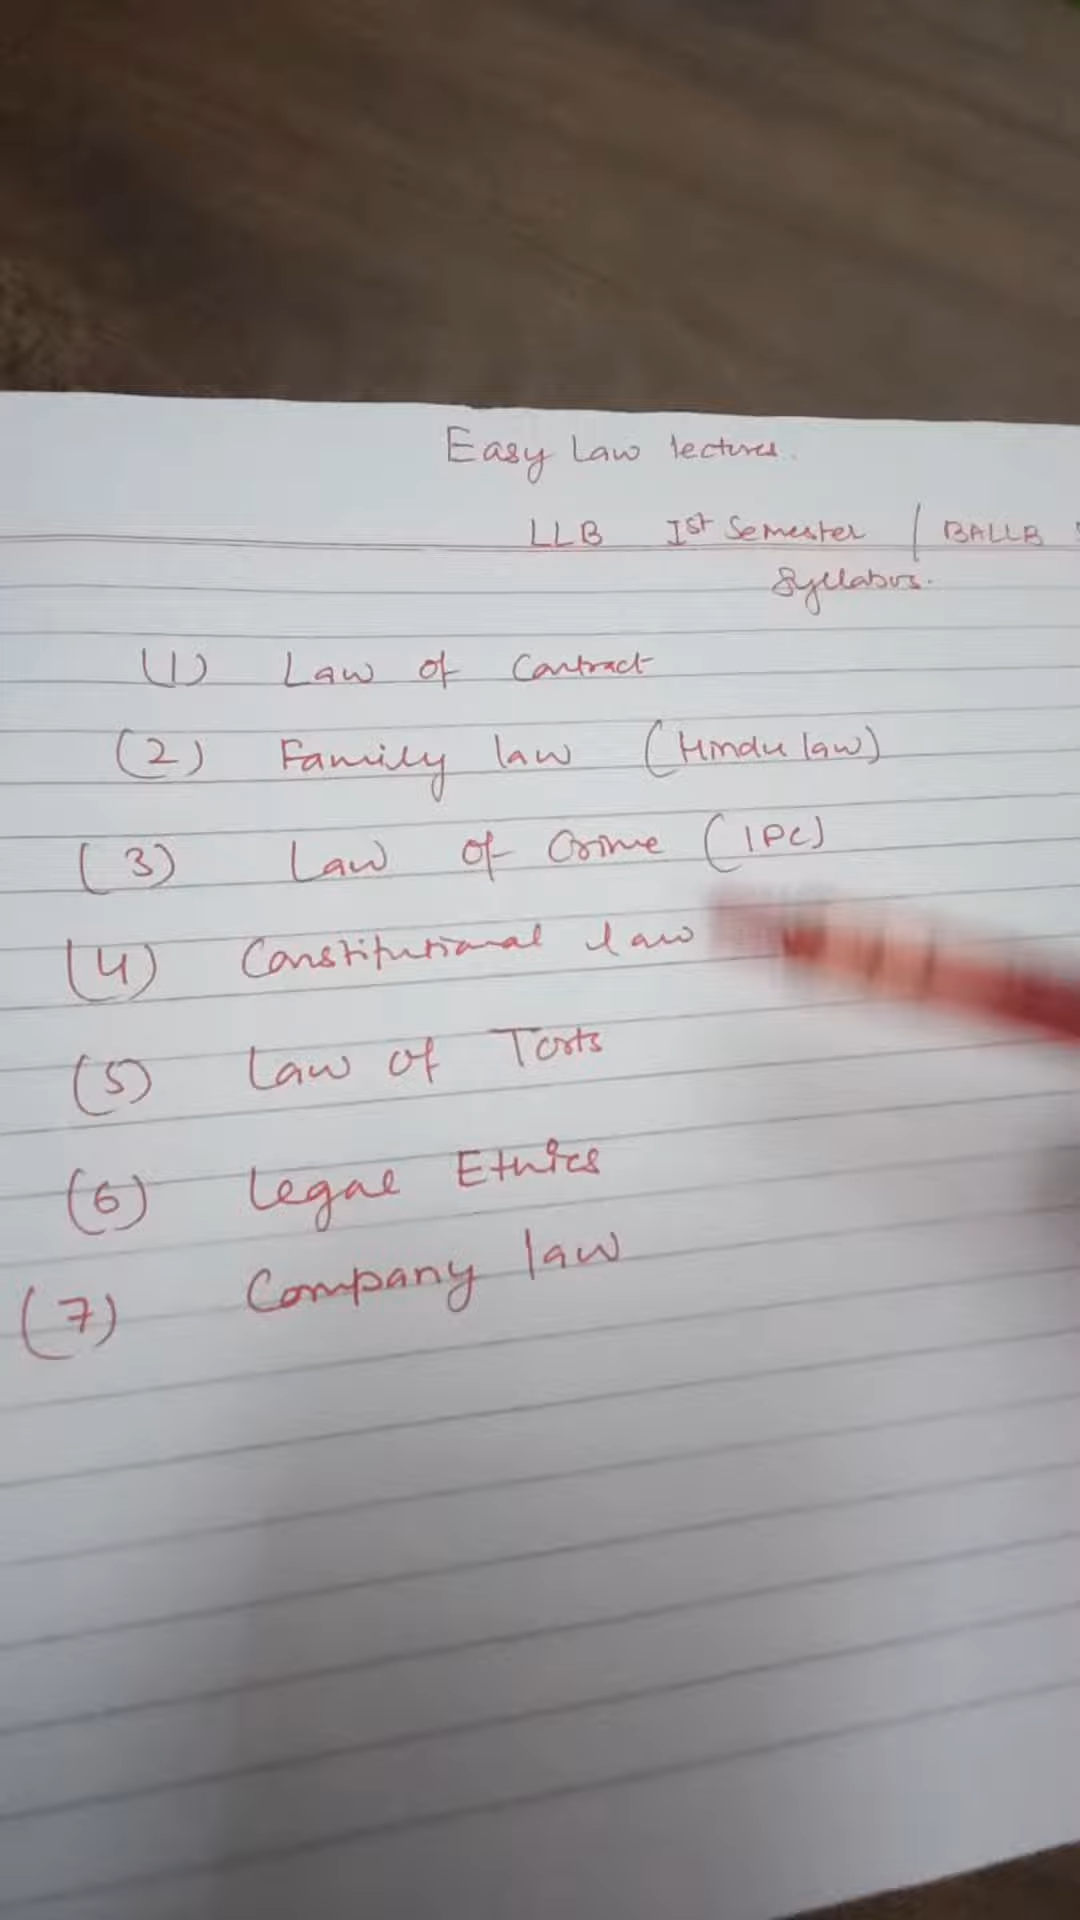 Easy Law lectures.
LLB Ist Semester / BALLB
Syllabus.
(1) Law of Contract
(2) Family law (Hindu law)
(3) Law of Crime (IPC)
(4) Constitutional law
(5) Law of Torts
(6) Legal Ethics
(7) Company law